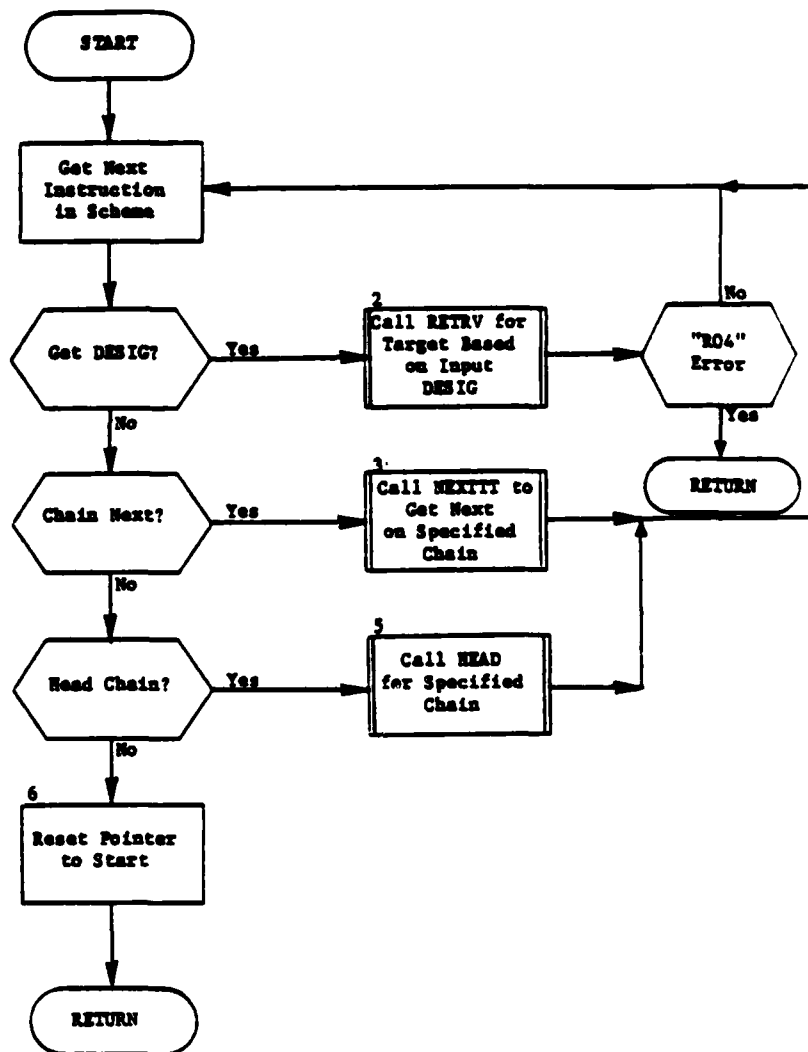 START
Get Next
Instruction
in Scheme
No
2
Get DESIG?
Yes
Call RETRV for
Target Based
on Input
DESIG
"R04"
Error
No
Yes
3
Chain Next?
Yes
Call NEXTTT to
Get Next
on Specified
Chain
RETURN
No
5
Head Chain?
Yes
Call HEAD
for Specified
Chain
No
6
Reset Pointer
to Start
RETURN